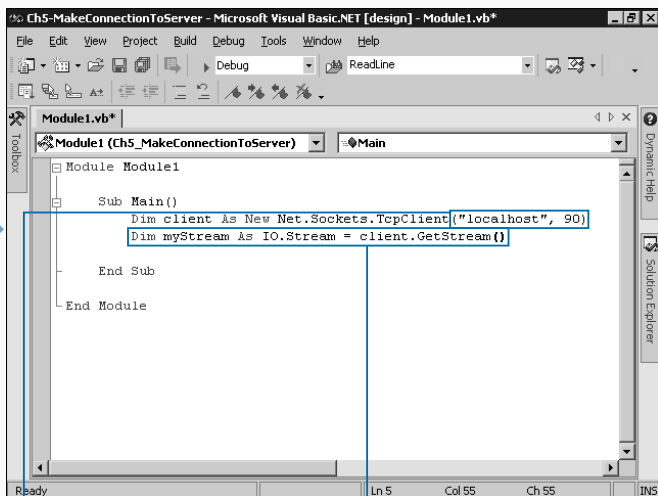 Ch5-MakeConnectionToServer - Microsoft Visual Basic.NET [design] - Module1.vb*
File Edit View Project Build Debug Tools Window Help
Debug ReadLine
Module1.vb*
Toolbox
Module1 (Ch5_MakeConnectionToServer) Main
Dynamic Help
Solution Explorer
Module Module1
Sub Main()
Dim client As New Net.Sockets.TcpClient("localhost", 90)
Dim myStream As IO.Stream = client.GetStream()
End Sub
End Module
Ready Ln 5 Col 55 Ch 55 INS